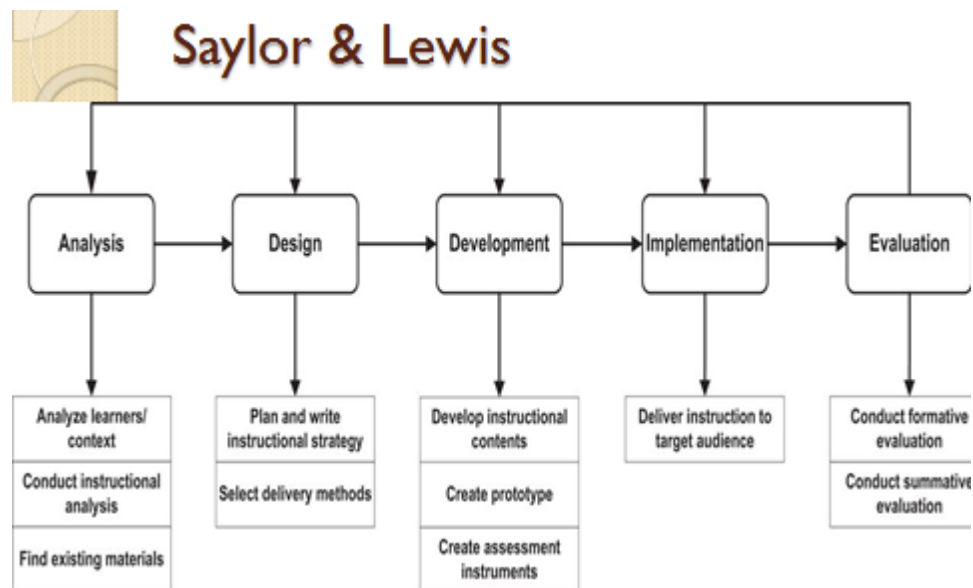 Saylor & Lewis
Analysis
Design
Development
Implementation
Evaluation
Analyze learners/
context
Conduct instructional
analysis
Find existing materials
Plan and write
instructional strategy
Select delivery methods
Develop instructional
contents
Create prototype
Create assessment
instruments
Deliver instruction to
target audience
Conduct formative
evaluation
Conduct summative
evaluation